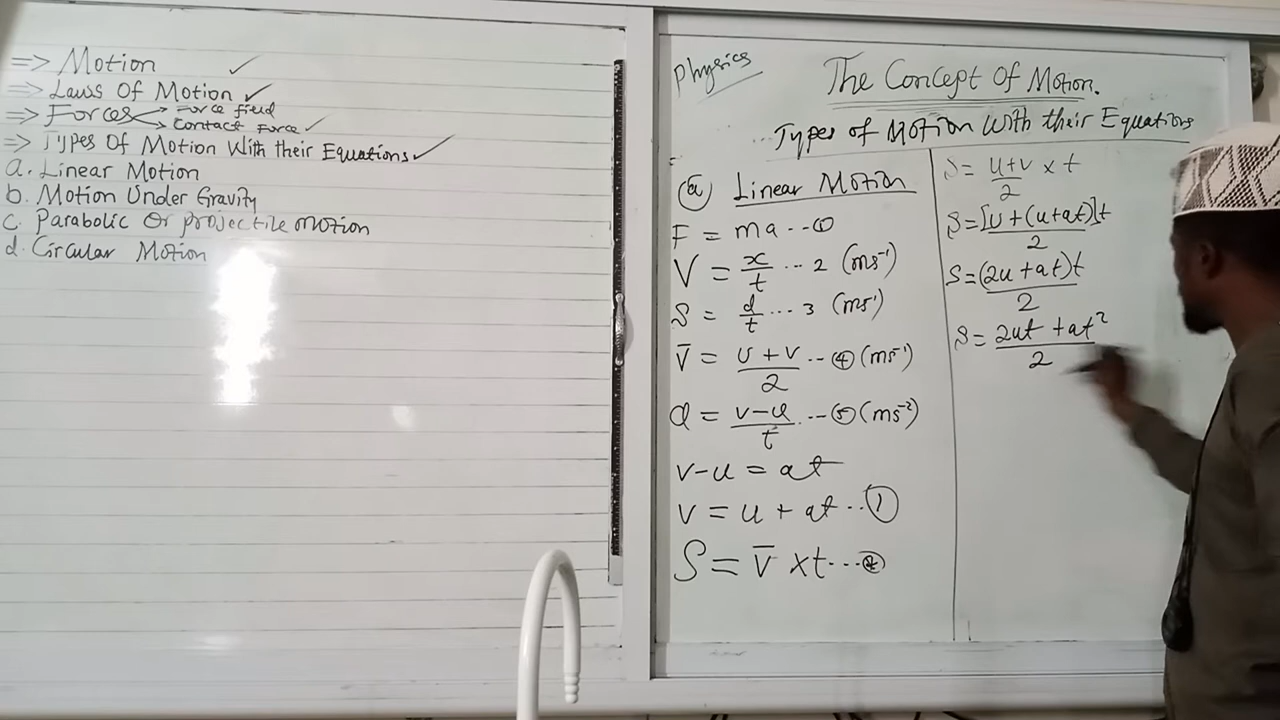 => Motion ✓
=> Laws Of Motion ✓
=> Forces → Force field
→ Contact Force ✓
=> Types Of Motion With their Equations ✓
a. Linear Motion
b. Motion Under Gravity
c. Parabolic Or projectile motion
d. Circular Motion
Physics
The Concept Of Motion.
Types of Motion With their Equations
(a) Linear Motion
F = ma -- ①
V = x/t --- 2 (ms⁻¹)
S = d/t --- 3 (ms⁻¹)
V̄ = (u + v)/2 -- ④ (ms⁻¹)
a = (v-u)/t -- ⑤ (ms⁻²)
v-u = at
v = u + at -- ①
S = V̄ × t ---
S = (u+v)/2 × t
S = [u + (u+at)]t/2
S = (2u + at)t/2
S = (2ut + at²)/2